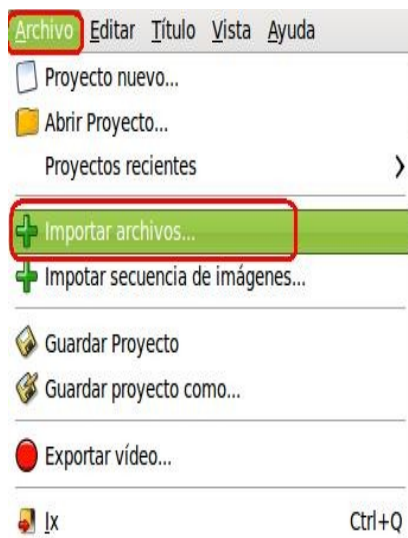 Archivo Editar Título Vista Ayuda
Proyecto nuevo...
Abrir Proyecto...
Proyectos recientes
Importar archivos...
Impotar secuencia de imágenes...
Guardar Proyecto
Guardar proyecto como...
Exportar vídeo...
Ix Ctrl+Q